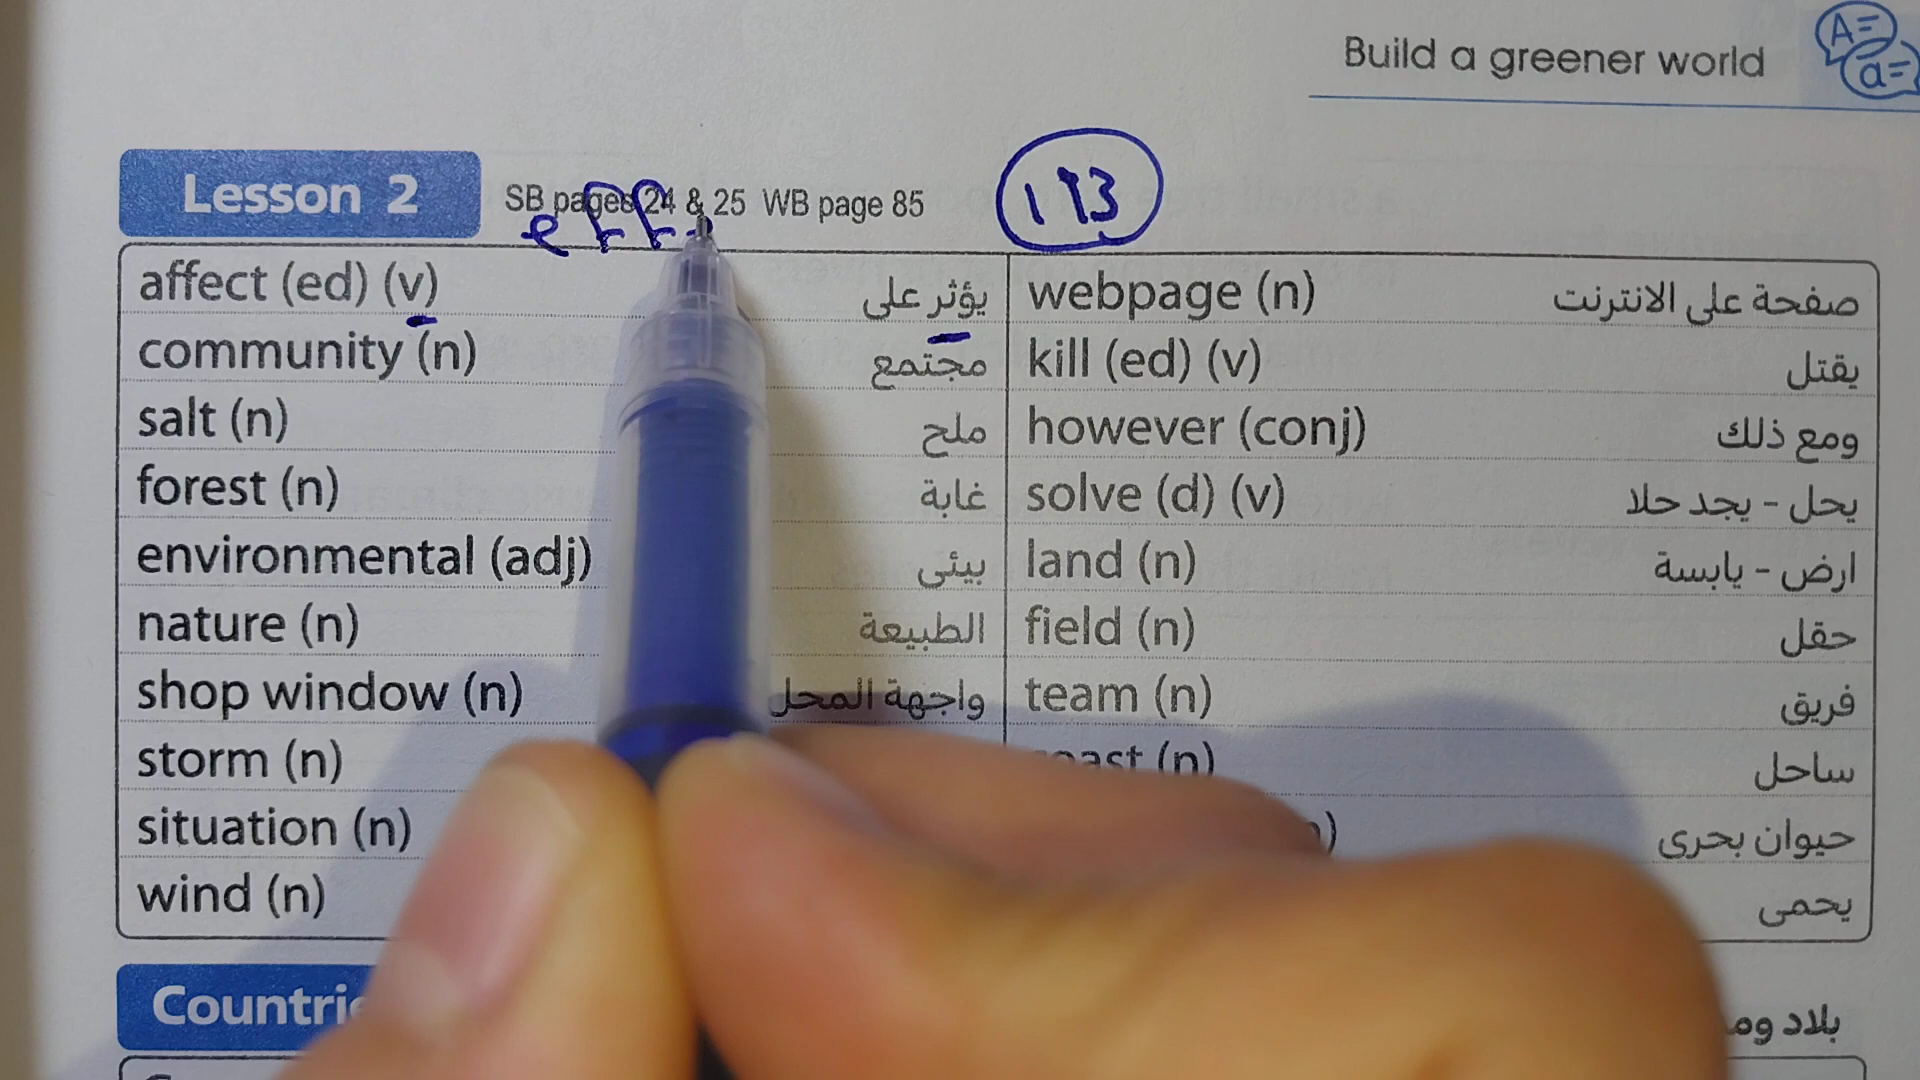 Build a greener world
A=
a=
Lesson 2 SB pages 24 & 25 WB page 85 193
eff
affect (ed) (v) يؤثر على webpage (n) صفحة على الانترنت
community (n) مجتمع kill (ed) (v) يقتل
salt (n) ملح however (conj) ومع ذلك
forest (n) غابة solve (d) (v) يحل - يجد حلا
environmental (adj) بيئى land (n) ارض - يابسة
nature (n) الطبيعة field (n) حقل
shop window (n) واجهة المحل team (n) فريق
storm (n) (n) ساحل
situation (n) حيوان بحرى
wind (n) يحمى
بلاد